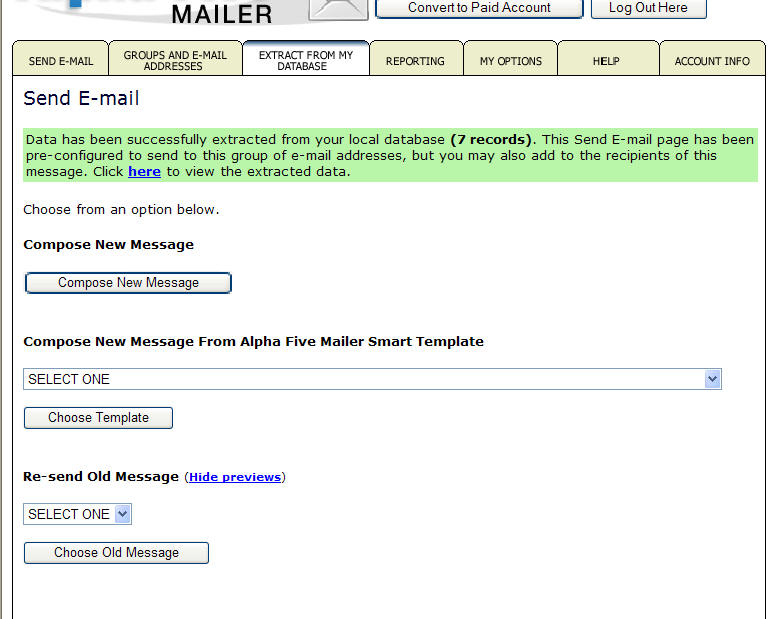 MAILER
Convert to Paid Account
Log Out Here
SEND E-MAIL
GROUPS AND E-MAIL
ADDRESSES
EXTRACT FROM MY
DATABASE
REPORTING
MY OPTIONS
HELP
ACCOUNT INFO
Send E-mail
Data has been successfully extracted from your local database (7 records). This Send E-mail page has been
pre-configured to send to this group of e-mail addresses, but you may also add to the recipients of this
message. Click here to view the extracted data.
Choose from an option below.
Compose New Message
Compose New Message
Compose New Message From Alpha Five Mailer Smart Template
SELECT ONE
Choose Template
Re-send Old Message (Hide previews)
SELECT ONE
Choose Old Message